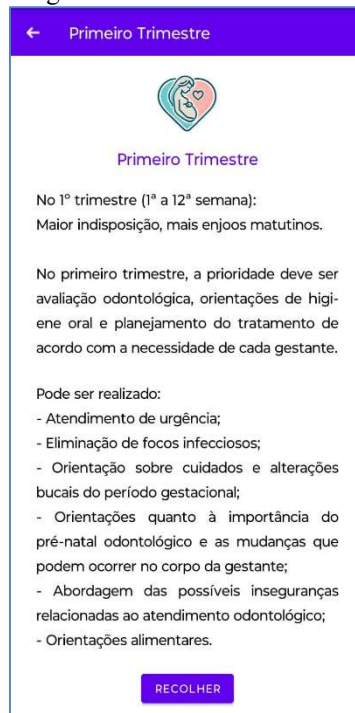 Primeiro Trimestre
Primeiro Trimestre
No 1º trimestre (1ª a 12ª semana):
Maior indisposição, mais enjoos matutinos.
No primeiro trimestre, a prioridade deve ser
avaliação odontológica, orientações de higi-
ene oral e planejamento do tratamento de
acordo com a necessidade de cada gestante.
Pode ser realizado:
- Atendimento de urgência;
- Eliminação de focos infecciosos;
- Orientação sobre cuidados e alterações
bucais do período gestacional;
- Orientações quanto à importância do
pré-natal odontológico e as mudanças que
podem ocorrer no corpo da gestante;
- Abordagem das possíveis inseguranças
relacionadas ao atendimento odontológico;
- Orientações alimentares.
RECOLHER